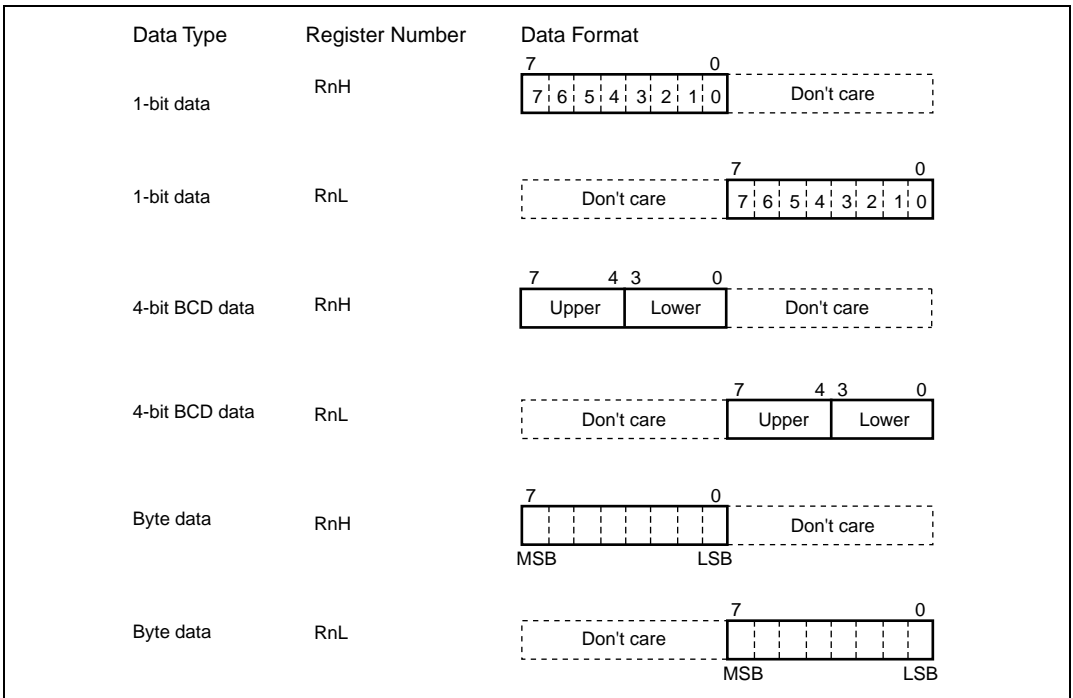 Data Type Register Number Data Format
7 0
1-bit data RnH 7 6 5 4 3 2 1 0 Don't care
7 0
1-bit data RnL Don't care 7 6 5 4 3 2 1 0
7 4 3 0
4-bit BCD data RnH Upper Lower Don't care
7 4 3 0
4-bit BCD data RnL Don't care Upper Lower
7 0
Byte data RnH Don't care
MSB LSB
7 0
Byte data RnL Don't care
MSB LSB